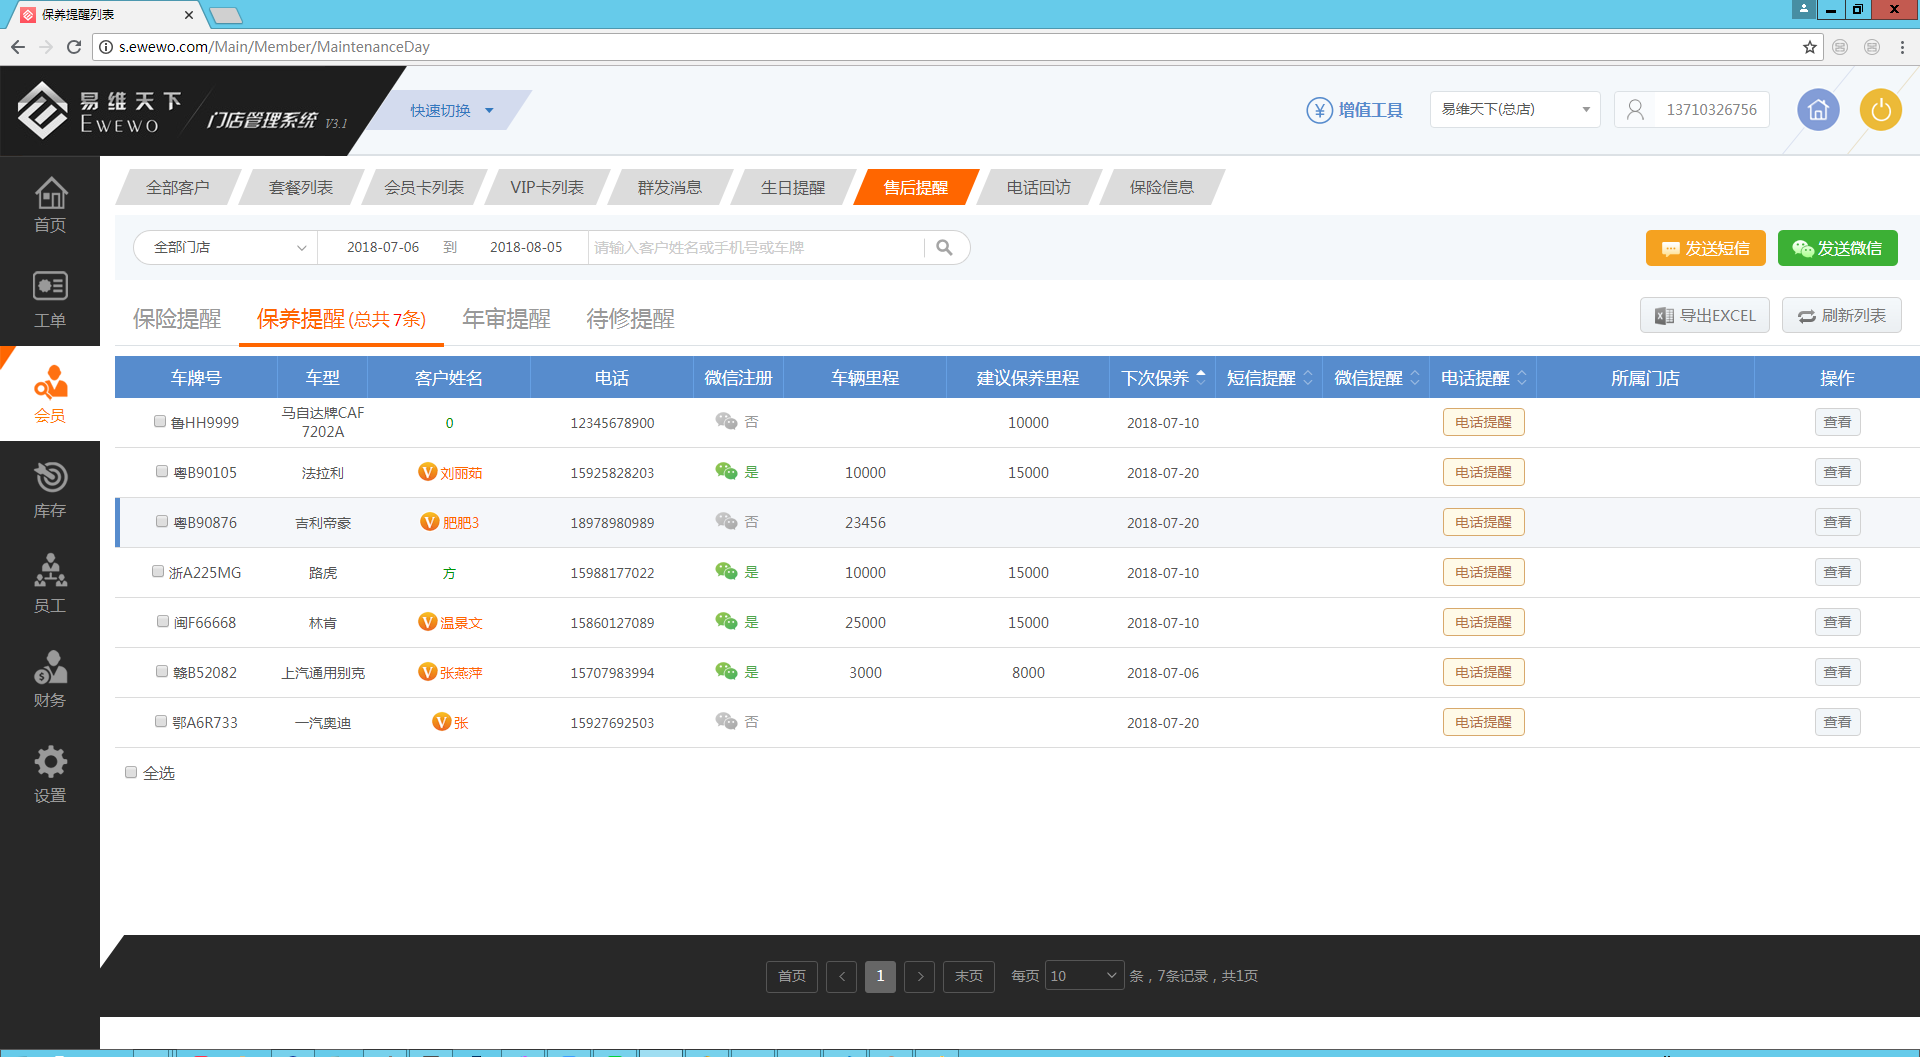 保养提醒列表
s.ewewo.com/Main/Member/MaintenanceDay
易维天下
EWEWO
门店管理系统 V3.1
快速切换
¥ 增值工具
易维天下(总店)
13710326756
首页
工单
会员
库存
员工
财务
设置
全部客户 套餐列表 会员卡列表 VIP卡列表 群发消息 生日提醒 售后提醒 电话回访 保险信息
全部门店 2018-07-06 到 2018-08-05 请输入客户姓名或手机号或车牌 发送短信 发送微信
保险提醒 保养提醒(总共7条) 年审提醒 待修提醒 导出EXCEL 刷新列表
车牌号 车型 客户姓名 电话 微信注册 车辆里程 建议保养里程 下次保养 短信提醒 微信提醒 电话提醒 所属门店 操作
鲁HH9999 马自达牌CAF7202A 0 12345678900 否 10000 2018-07-10 电话提醒 查看
粤B90105 法拉利 V 刘丽茹 15925828203 是 10000 15000 2018-07-20 电话提醒 查看
粤B90876 吉利帝豪 V 肥肥3 18978980989 否 23456 2018-07-20 电话提醒 查看
浙A225MG 路虎 方 15988177022 是 10000 15000 2018-07-10 电话提醒 查看
闽F66668 林肯 V 温景文 15860127089 是 25000 15000 2018-07-10 电话提醒 查看
赣B52082 上汽通用别克 V 张燕萍 15707983994 是 3000 8000 2018-07-06 电话提醒 查看
鄂A6R733 一汽奥迪 V 张 15927692503 否 2018-07-20 电话提醒 查看
全选
首页 < 1 > 末页 每页 10 条，7条记录，共1页